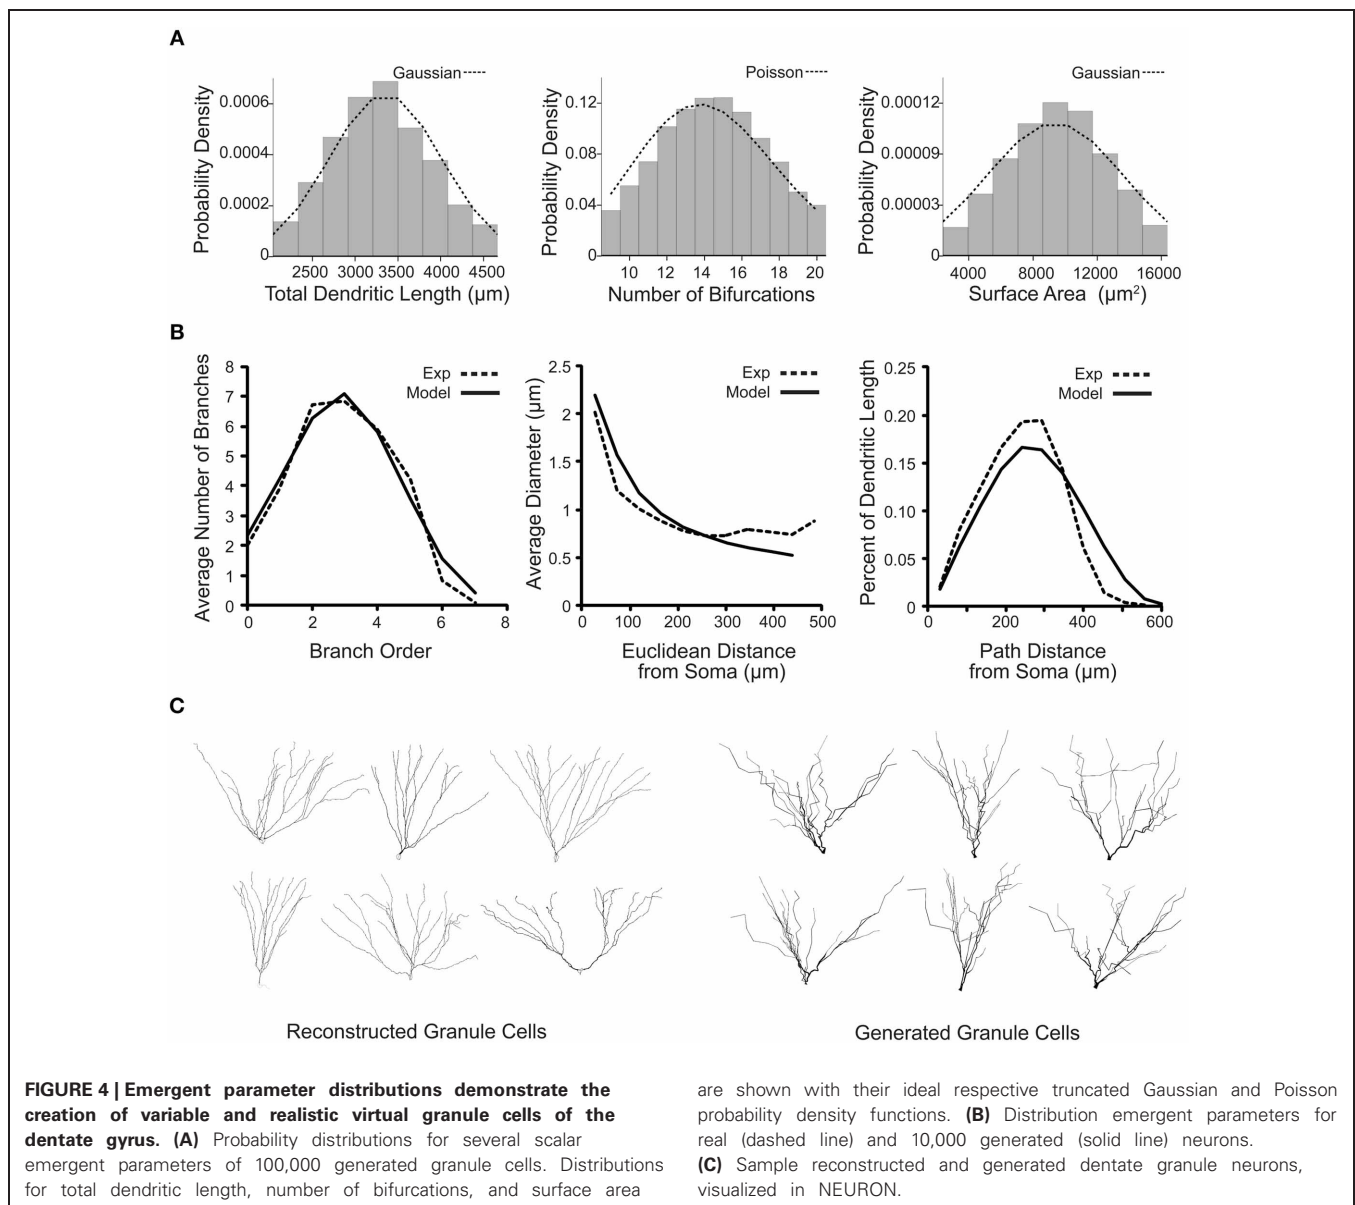 A
Gaussian
Probability Density
0.0006
0.0004
0.0002
0
2500 3000 3500 4000 4500
Total Dendritic Length (µm)
Poisson
Probability Density
0.12
0.08
0.04
0
10 12 14 16 18 20
Number of Bifurcations
Gaussian
Probability Density
0.00012
0.00009
0.00003
0
4000 8000 12000 16000
Surface Area (µm²)
B
Exp
Model
Average Number of Branches
8
7
6
5
4
3
2
1
0
0 2 4 6 8
Branch Order
Exp
Model
Average Diameter (µm)
2.5
2
1.5
1
0.5
0
0 100 200 300 400 500
Euclidean Distance
from Soma (µm)
Exp
Model
Percent of Dendritic Length
0.25
0.20
0.15
0.10
0.05
0
0 200 400 600
Path Distance
from Soma (µm)
C
Reconstructed Granule Cells
Generated Granule Cells
FIGURE 4 | Emergent parameter distributions demonstrate the
creation of variable and realistic virtual granule cells of the
dentate gyrus. (A) Probability distributions for several scalar
emergent parameters of 100,000 generated granule cells. Distributions
for total dendritic length, number of bifurcations, and surface area
are shown with their ideal respective truncated Gaussian and Poisson
probability density functions. (B) Distribution emergent parameters for
real (dashed line) and 10,000 generated (solid line) neurons.
(C) Sample reconstructed and generated dentate granule neurons,
visualized in NEURON.